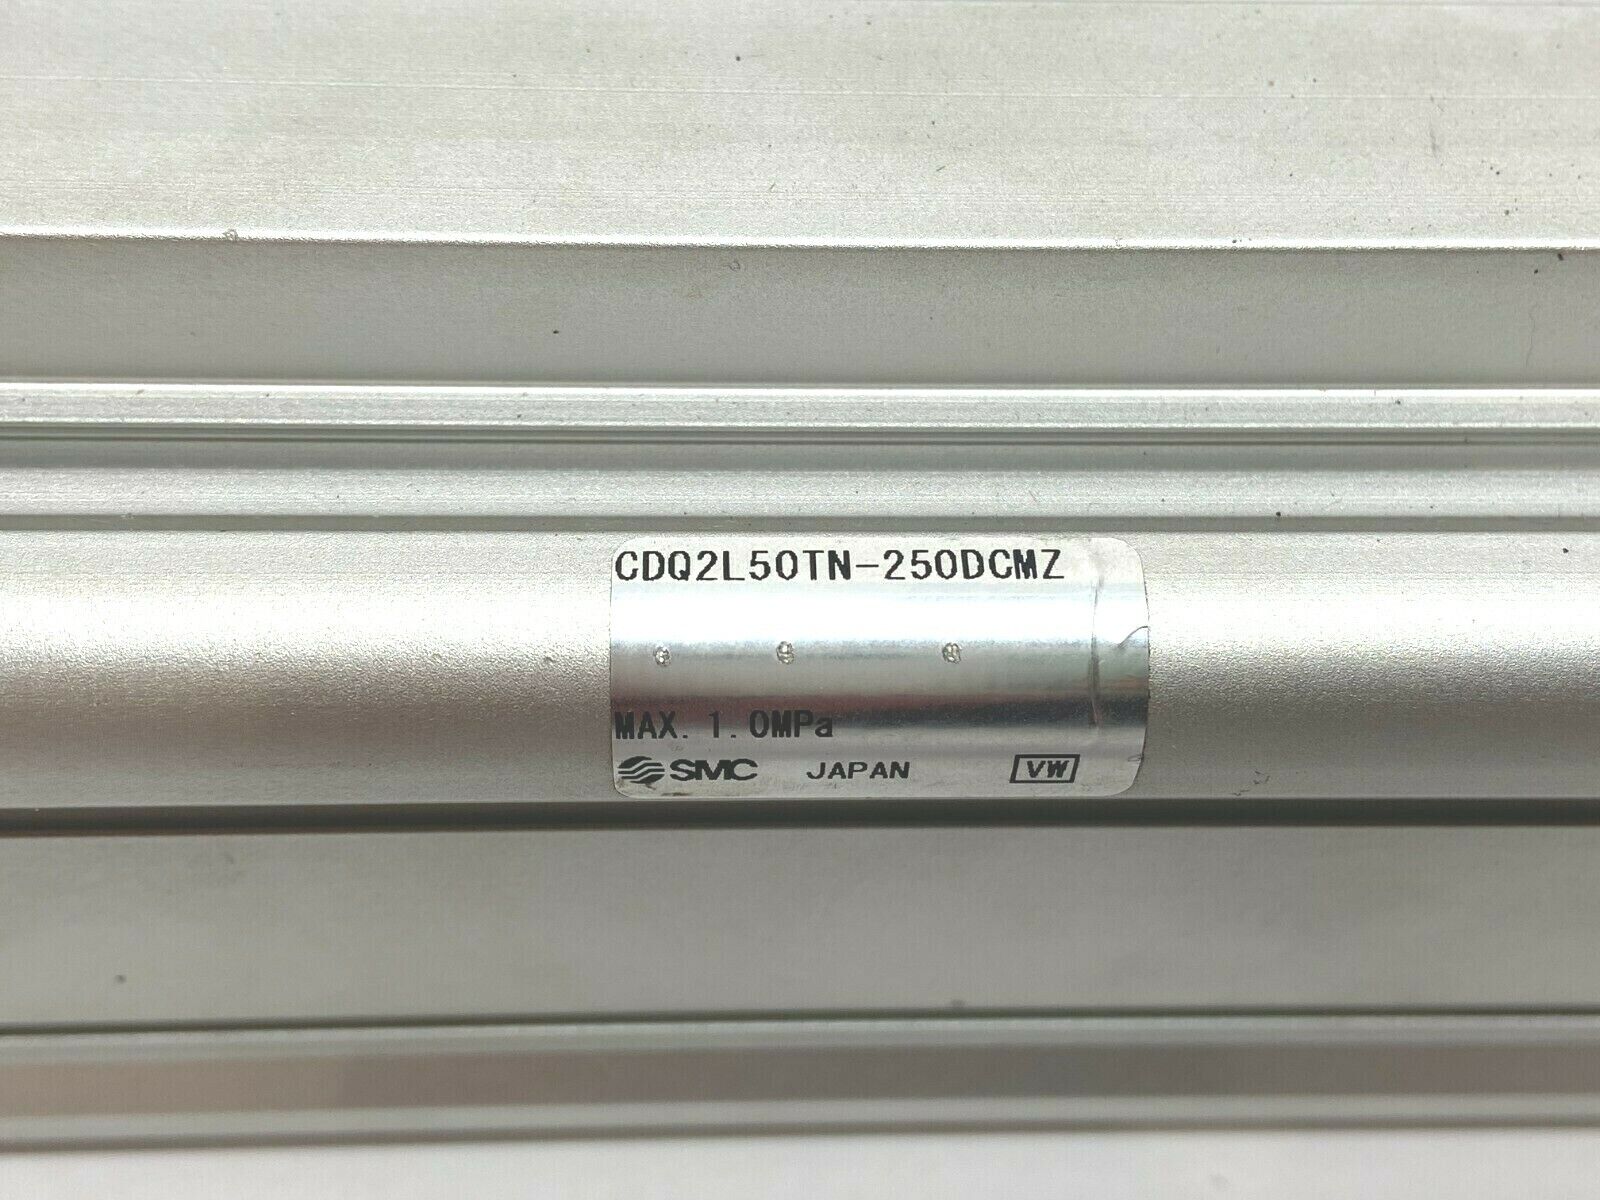 CDQ2L50TN-250DCMZ
MAX. 1.0MPa
SMC JAPAN VW